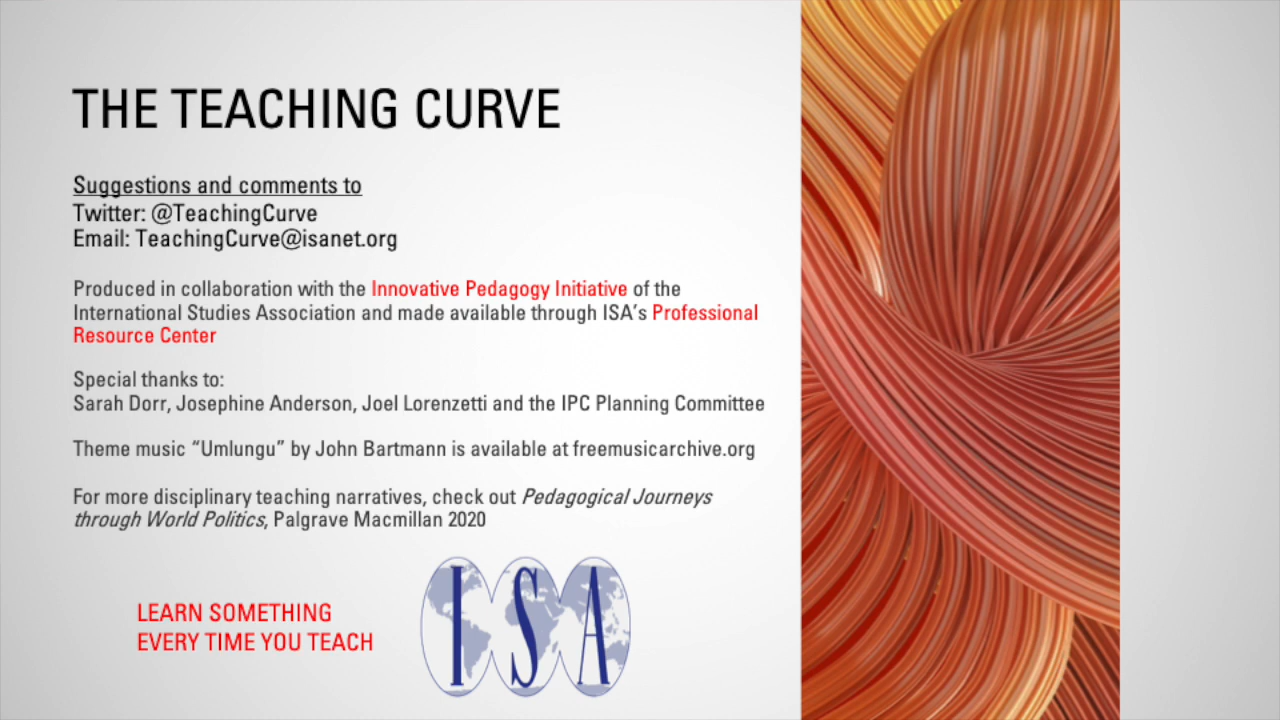 THE TEACHING CURVE
Suggestions and comments to
Twitter: @TeachingCurve
Email: TeachingCurve@isanet.org
Produced in collaboration with the Innovative Pedagogy Initiative of the
International Studies Association and made available through ISA’s Professional
Resource Center
Special thanks to:
Sarah Dorr, Josephine Anderson, Joel Lorenzetti and the IPC Planning Committee
Theme music “Umlungu” by John Bartmann is available at freemusicarchive.org
For more disciplinary teaching narratives, check out Pedagogical Journeys
through World Politics, Palgrave Macmillan 2020
LEARN SOMETHING
EVERY TIME YOU TEACH
ISA